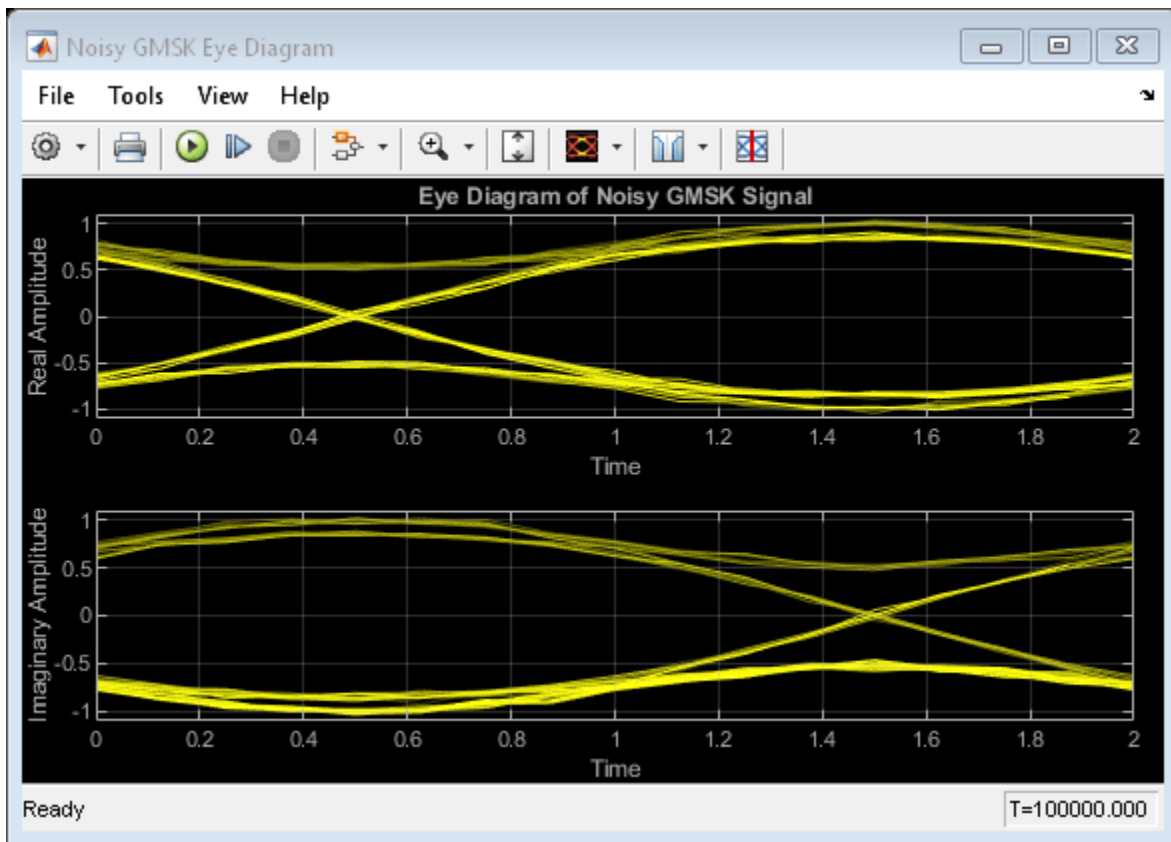 Noisy GMSK Eye Diagram
File Tools View Help
Eye Diagram of Noisy GMSK Signal
Real Amplitude
1
0.5
0
-0.5
-1
0 0.2 0.4 0.6 0.8 1 1.2 1.4 1.6 1.8 2
Time
Imaginary Amplitude
1
0.5
0
-0.5
-1
0 0.2 0.4 0.6 0.8 1 1.2 1.4 1.6 1.8 2
Time
Ready T=100000.000